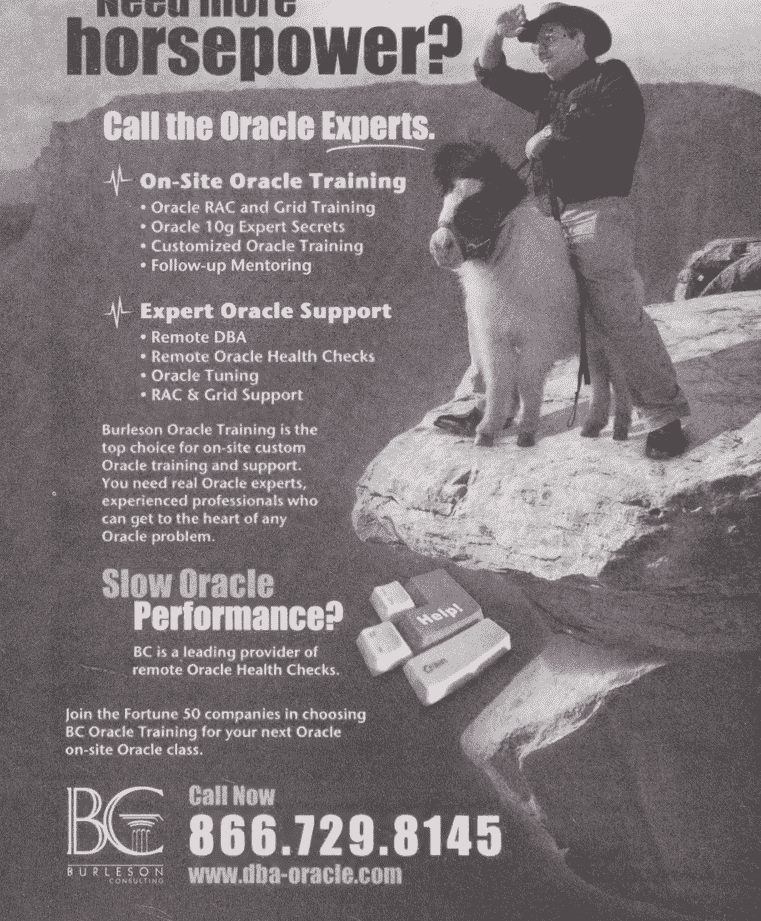 Need more
horsepower?
Call the Oracle Experts.
On-Site Oracle Training
• Oracle RAC and Grid Training
• Oracle 10g Expert Secrets
• Customized Oracle Training
• Follow-up Mentoring
Expert Oracle Support
• Remote DBA
• Remote Oracle Health Checks
• Oracle Tuning
• RAC & Grid Support
Burleson Oracle Training is the
top choice for on-site custom
Oracle training and support.
You need real Oracle experts,
experienced professionals who
can get to the heart of any
Oracle problem.
Slow Oracle
Performance?
Help!
BC is a leading provider of
remote Oracle Health Checks.
Join the Fortune 50 companies in choosing
BC Oracle Training for your next Oracle
on-site Oracle class.
BC
BURLESON
CONSULTING
Call Now
866.729.8145
www.dba-oracle.com